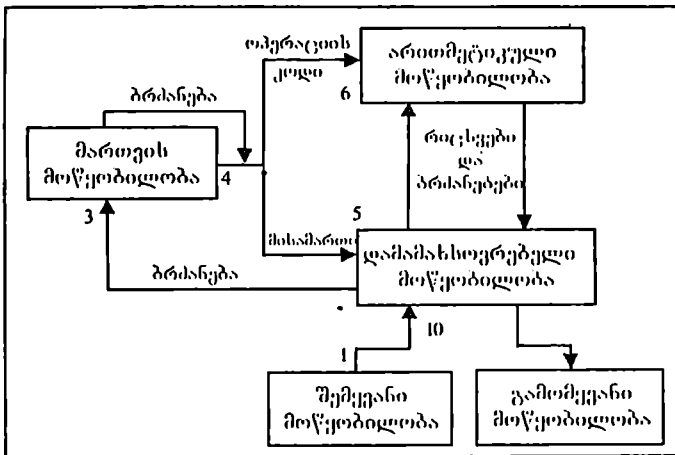 ოპერაციის
კოდი
არითმეტიკული
მოწყობილობა
6
ბრძანება
მართვის
მოწყობილობა
4
3
რიცხვები
და
ბრძანებები
5
მისამართი
დამამახსოვრებელი
მოწყობილობა
ბრძანება
1
10
შემყვანი
მოწყობილობა
გამომყვანი
მოწყობილობა